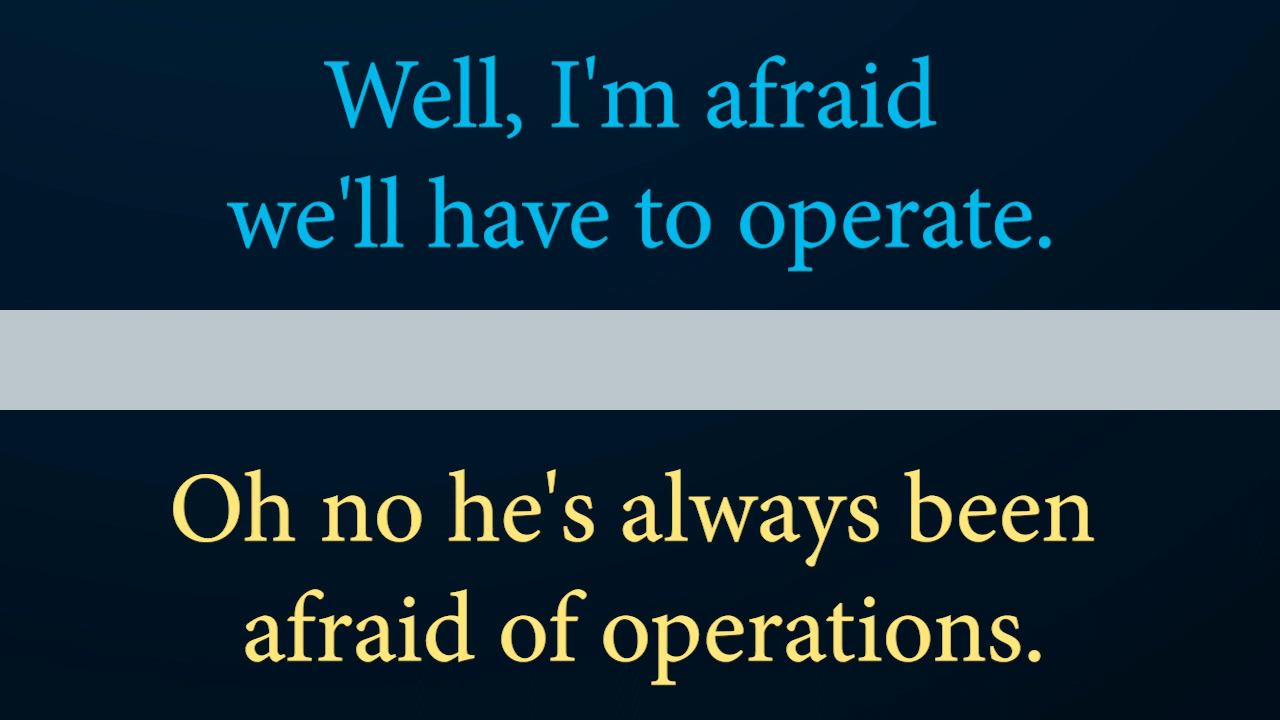 Well, I'm afraid
we'll have to operate.
Oh no he's always been
afraid of operations.